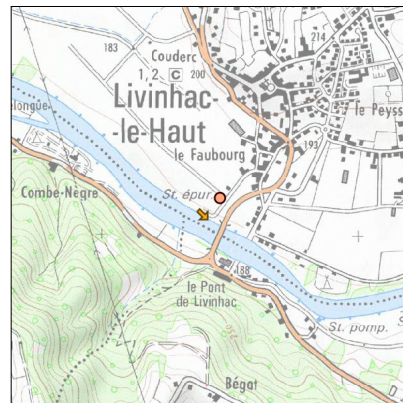 183
214
Couderc
1,2 C 200
Livinhac-
-le-Haut
le Peyss
elongue
193
le Faubourg
Combe-Nègre
St. épur
188
le Pont
de Livinhac
St. pomp.
Bégat